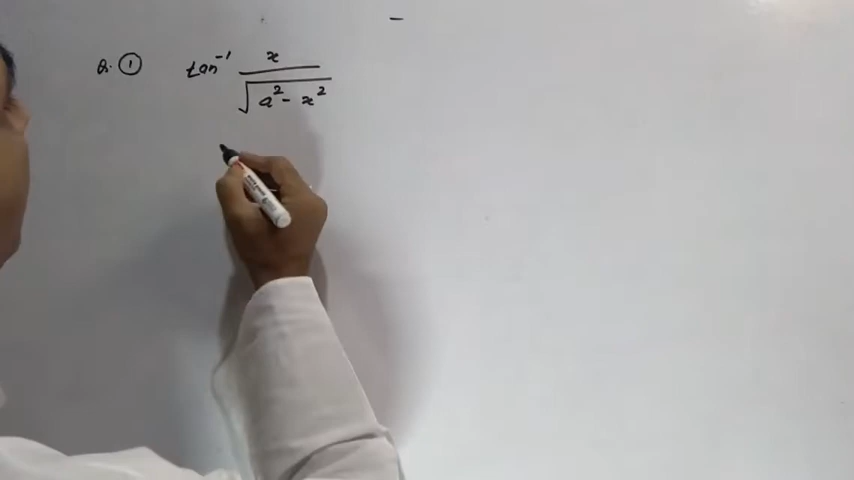 Q. ① tan⁻¹ x / √(a² - x²)